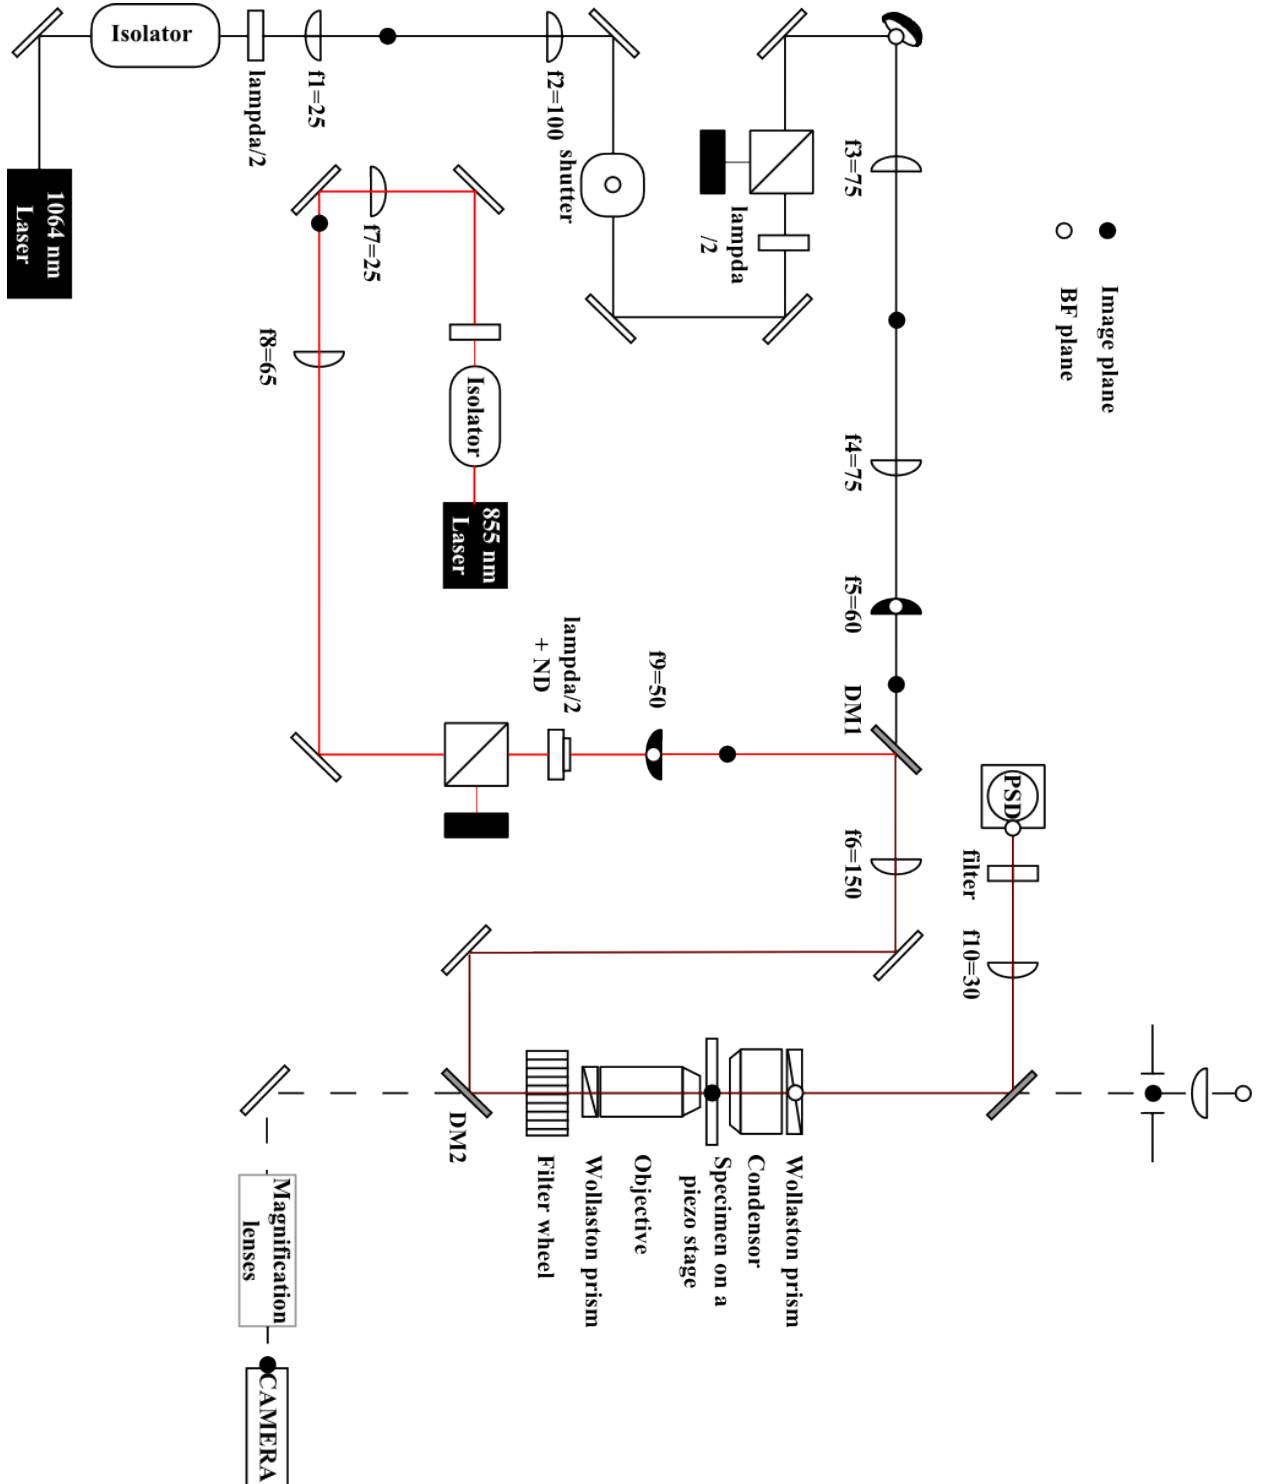 Isolator
lampda/2
f1=25
f2=100
shutter
1064 nm
Laser
f7=25
f8=65
Isolator
855 nm
Laser
lampda
/2
f3=75
f4=75
f5=60
DM1
Image plane
BF plane
lampda/2
+ ND
f9=50
f6=150
PSD
filter
f10=30
DM2
Filter wheel
Wollaston prism
Objective
Specimen on a
piezo stage
Condensor
Wollaston prism
Magnification
lenses
CAMERA